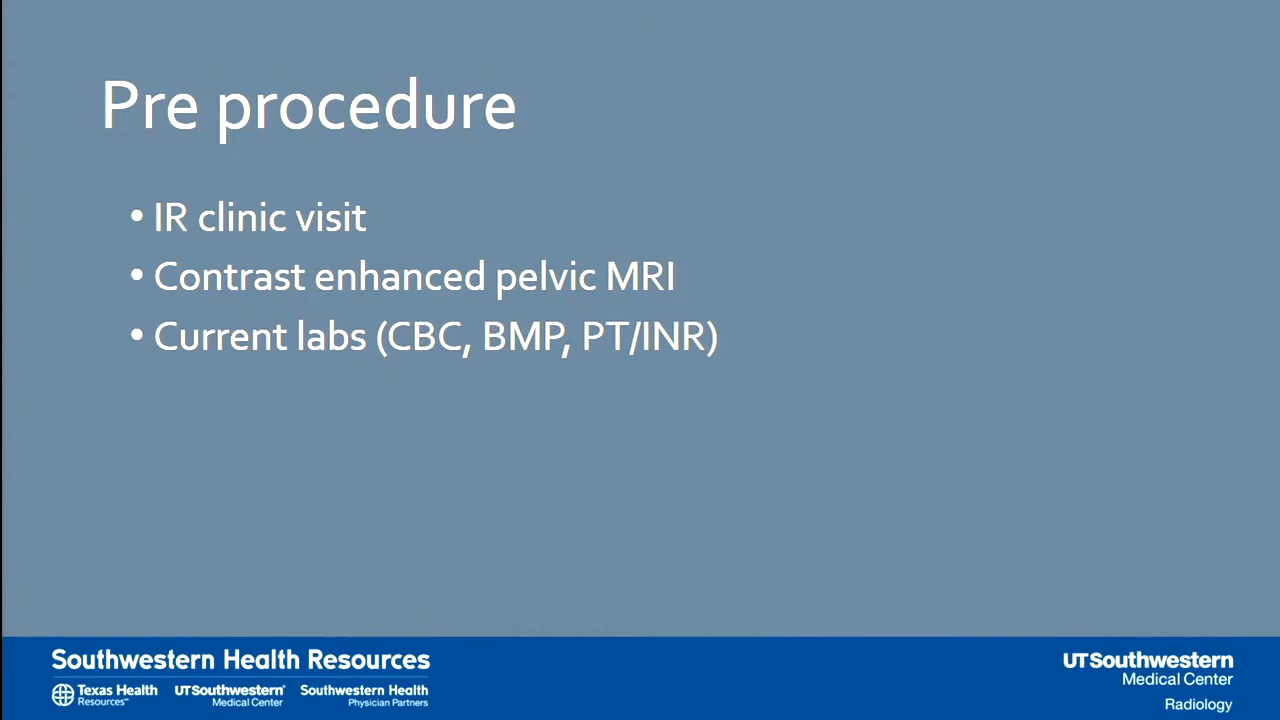 Pre procedure
• IR clinic visit
• Contrast enhanced pelvic MRI
• Current labs (CBC, BMP, PT/INR)
Southwestern Health Resources
Texas Health Resources℠
UTSouthwestern® Medical Center
Southwestern Health Physician Partners
UTSouthwestern
Medical Center
Radiology